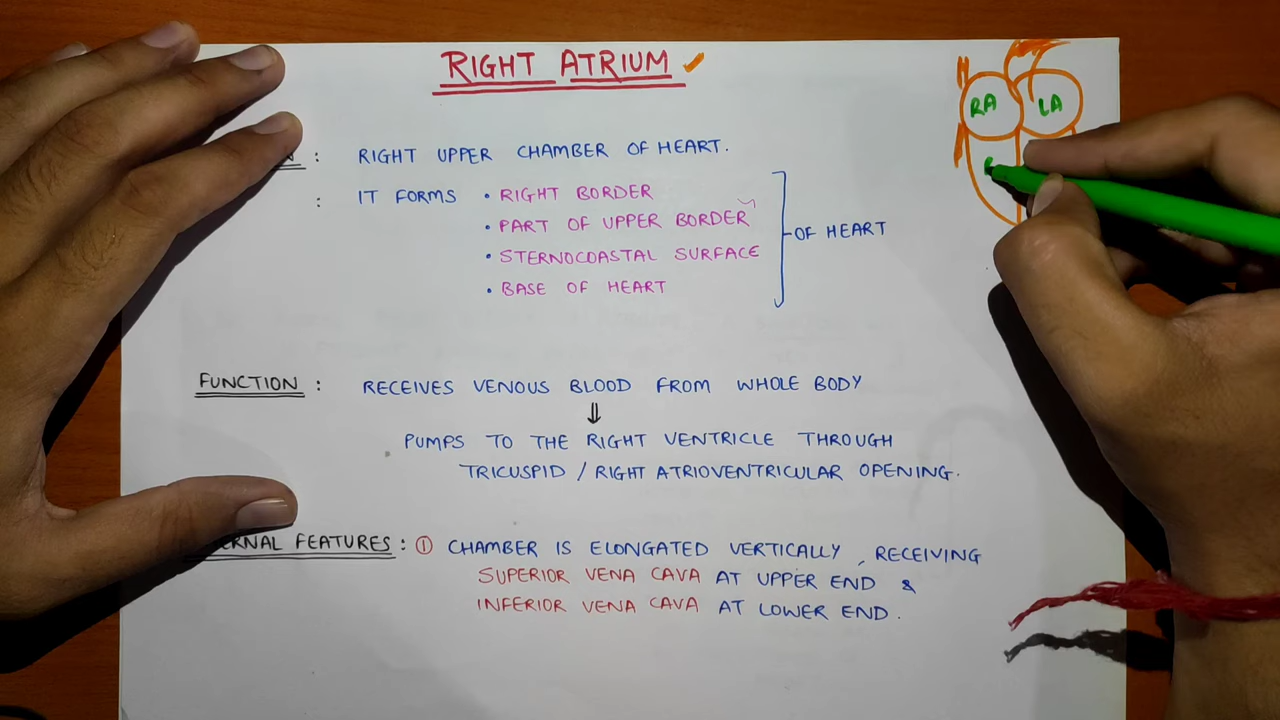 RIGHT ATRIUM
RA LA
: RIGHT UPPER CHAMBER OF HEART.
: IT FORMS • RIGHT BORDER
• PART OF UPPER BORDER
• STERNOCOASTAL SURFACE
• BASE OF HEART
OF HEART
FUNCTION : RECEIVES VENOUS BLOOD FROM WHOLE BODY
⇓
PUMPS TO THE RIGHT VENTRICLE THROUGH
TRICUSPID / RIGHT ATRIOVENTRICULAR OPENING.
FEATURES : ① CHAMBER IS ELONGATED VERTICALLY, RECEIVING
SUPERIOR VENA CAVA AT UPPER END &
INFERIOR VENA CAVA AT LOWER END.